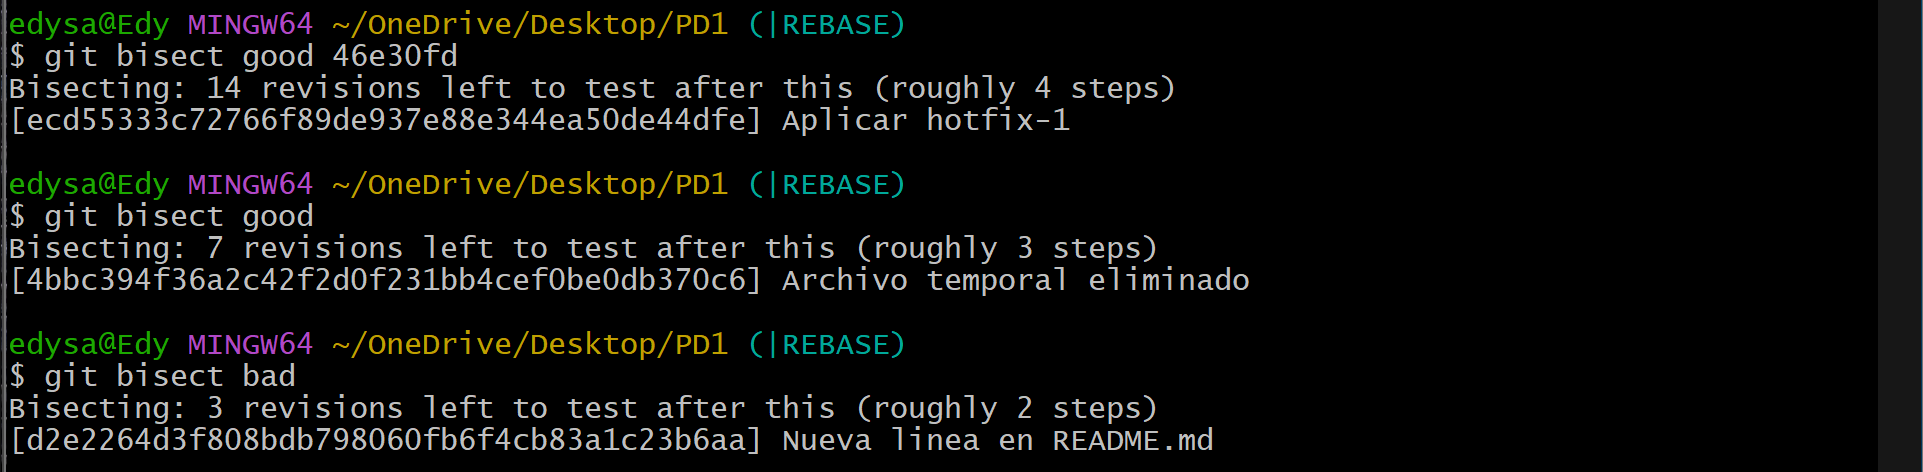 edysa@Edy MINGW64 ~/OneDrive/Desktop/PD1 (|REBASE)
$ git bisect good 46e30fd
Bisecting: 14 revisions left to test after this (roughly 4 steps)
[ecd55333c72766f89de937e88e344ea50de44dfe] Aplicar hotfix-1
edysa@Edy MINGW64 ~/OneDrive/Desktop/PD1 (|REBASE)
$ git bisect good
Bisecting: 7 revisions left to test after this (roughly 3 steps)
[4bbc394f36a2c42f2d0f231bb4cef0be0db370c6] Archivo temporal eliminado
edysa@Edy MINGW64 ~/OneDrive/Desktop/PD1 (|REBASE)
$ git bisect bad
Bisecting: 3 revisions left to test after this (roughly 2 steps)
[d2e2264d3f808bdb798060fb6f4cb83a1c23b6aa] Nueva linea en README.md